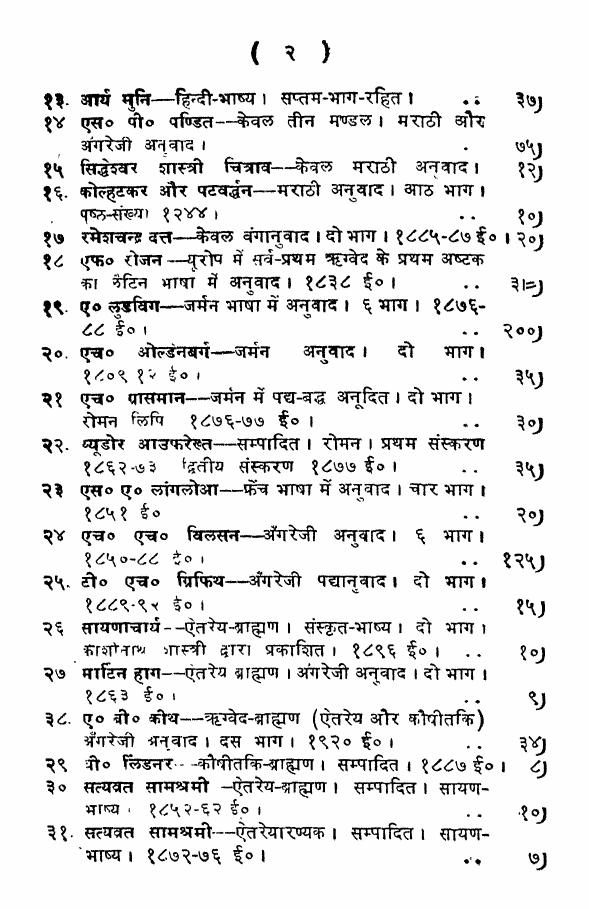 ( २ )
१३. आर्य मुनि—हिन्दी-भाष्य। सप्तम-भाग-रहित। .. ३७)
१४ एस० पी० पण्डित—केवल तीन मण्डल। मराठी और
अंगरेजी अनुवाद। . ७५)
१५ सिद्धेश्वर शास्त्री चित्राव—केवल मराठी अनुवाद। १२)
१६. कोल्हटकर और पटवर्द्धन—मराठी अनुवाद। आठ भाग।
पृष्ठ-संख्या १२४४। .. १०)
१७ रमेशचन्द्र दत्त—केवल वंगानुवाद। दो भाग। १८८५-८७ ई०। २०)
१८ एफ० रोजन—यूरोप में सर्व-प्रथम ऋग्वेद के प्रथम अष्टक
का लैटिन भाषा में अनुवाद। १८३८ ई०। .. ३।=)
१९. ए० लुडविग—जर्मन भाषा में अनुवाद। ६ भाग। १८७६-
८८ ई०। .. २००)
२०. एच० ओल्डनबर्ग—जर्मन अनुवाद। दो भाग।
१८०९ १२ ई०। .. ३५)
२१ एच० ग्रासमान—जर्मन में पद्य-बद्ध अनूदित। दो भाग।
रोमन लिपि १८७६-७७ ई०। .. ३०)
२२. थ्यूडोर आउफरेख्त—सम्पादित। रोमन। प्रथम संस्करण
१८६२-७३ द्वितीय संस्करण १८७७ ई०। .. ३५)
२३ एस० ए० लांगलोआ—फ्रेंच भाषा में अनुवाद। चार भाग।
१८५१ ई० .. २०)
२४ एच० एच० विलसन—अँगरेजी अनुवाद। ६ भाग।
१८५०-८८ ई०। .. १२५)
२५. टी० एच० ग्रिफिथ—अँगरेजी पद्यानुवाद। दो भाग।
१८८९-९२ ई०। .. १५)
२६ सायणाचार्य--ऐतरेय-ब्राह्मण। संस्कृत-भाष्य। दो भाग।
काशीनाथ शास्त्री द्वारा प्रकाशित। १८९६ ई०। .. १०)
२७ मार्टिन हाग—ऐतरेय ब्राह्मण। अंगरेजी अनुवाद। दो भाग।
१८६३ ई०। .. ९)
३८. ए० वी० कीथ—ऋग्वेद-ब्राह्मण (ऐतरेय और कौषीतकि)
अँगरेजी अनुवाद। दस भाग। १९२० ई०। .. ३४)
२९ वी० लिंडनर--कौषीतकि-ब्राह्मण। सम्पादित। १८८७ ई०। ८)
३० सत्यव्रत सामश्रमी—ऐतरेय-ब्राह्मण। सम्पादित। सायण-
भाष्य। १८५२-६२ ई०। .. १०)
३१. सत्यव्रत सामश्रमी—ऐतरेयारण्यक। सम्पादित। सायण-
भाष्य। १८७२-७६ ई०। .. ७)